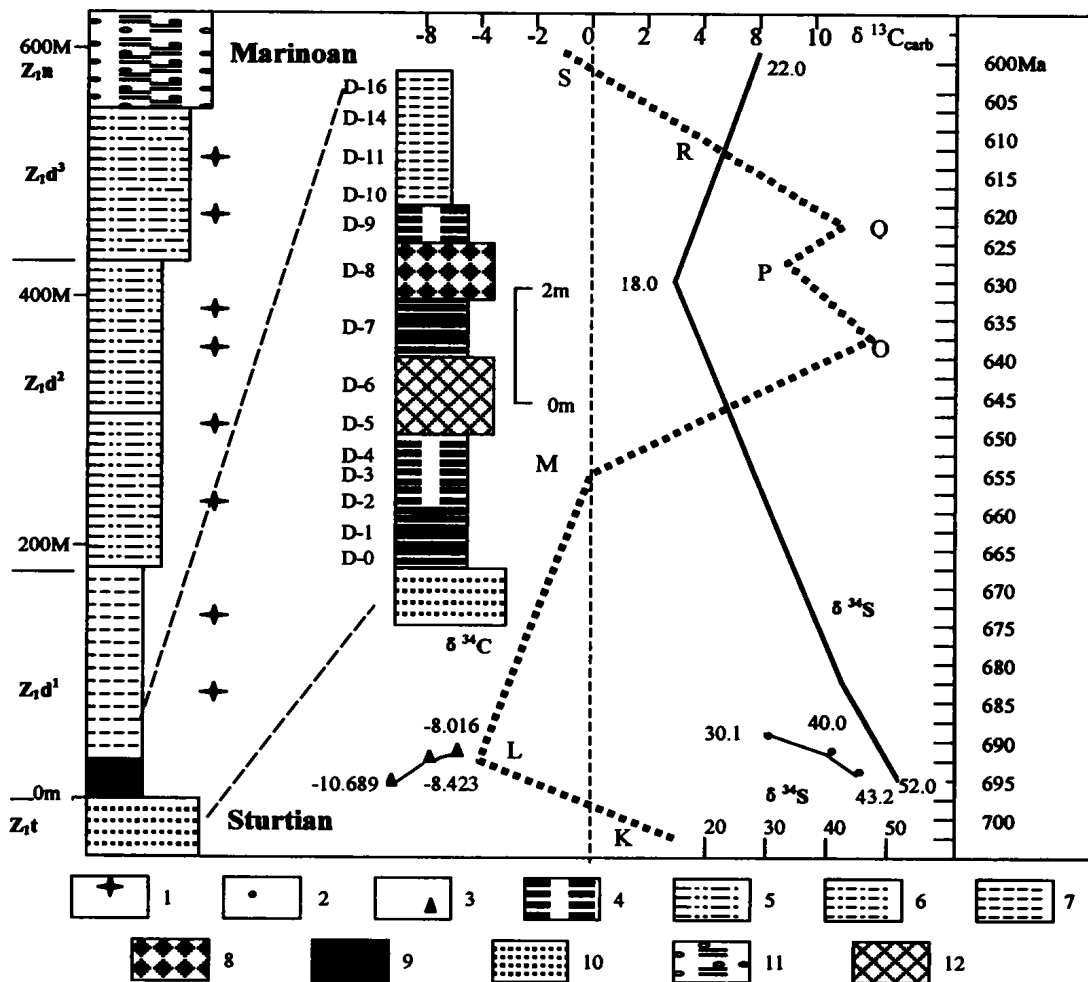 -8 -2 0 2 4 8 10 δ ¹³C_carb
600M
Z₁n
Marinoan
600Ma
605
610
615
620
625
630
635
640
645
650
655
660
665
670
675
680
685
690
695
700
S
22.0
R
Q
P
18.0
O
M
D-16
D-14
D-11
D-10
D-9
D-8
D-7
D-6
D-5
D-4
D-3
D-2
D-1
D-0
2m
0m
Z₁d³
400M
Z₁d²
200M
Z₁d¹
0m
Z₁t
Sturtian
δ ³⁴C
δ ³⁴S
-8.016
-10.689
-8.423
L
K
30.1
40.0
43.2
52.0
δ ³⁴S
20 30 40 50
1 2 3 4 5 6 7
8 9 10 11 12